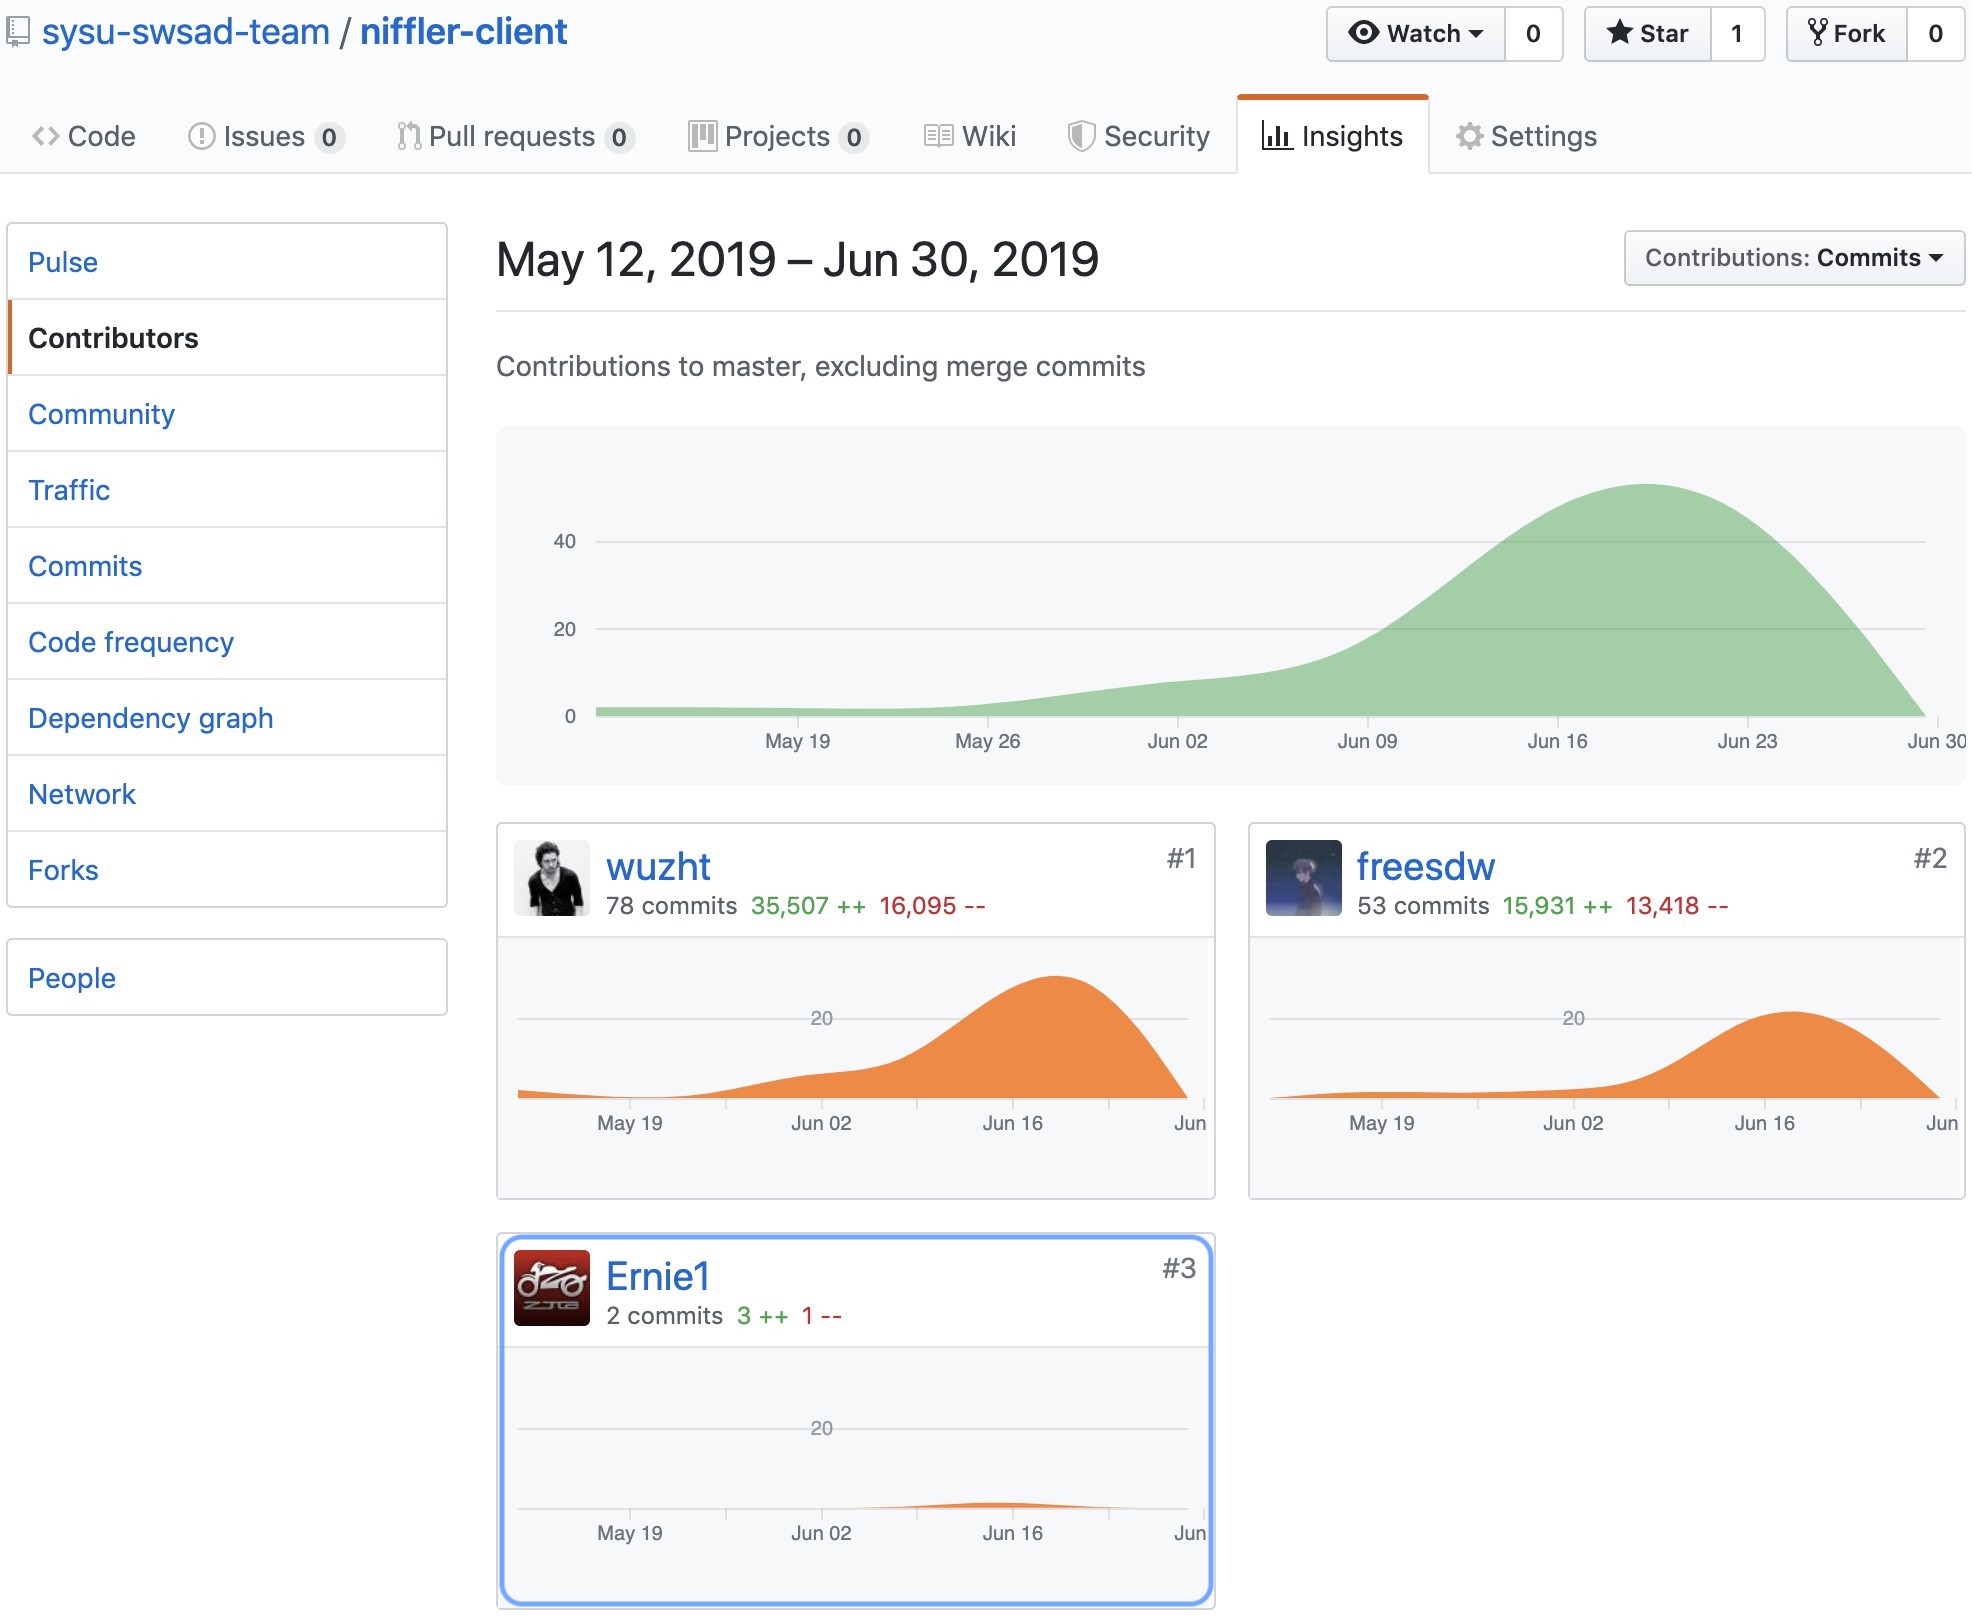 sysu-swsad-team / niffler-client
Watch 0 Star 1 Fork 0
Code Issues 0 Pull requests 0 Projects 0 Wiki Security Insights Settings
Pulse
Contributors
Community
Traffic
Commits
Code frequency
Dependency graph
Network
Forks
People
May 12, 2019 – Jun 30, 2019
Contributions: Commits
Contributions to master, excluding merge commits
40
20
0
May 19 May 26 Jun 02 Jun 09 Jun 16 Jun 23 Jun 30
wuzht #1
78 commits 35,507 ++ 16,095 --
20
May 19 Jun 02 Jun 16 Jun
freesdw #2
53 commits 15,931 ++ 13,418 --
20
May 19 Jun 02 Jun 16 Jun
Ernie1 #3
2 commits 3 ++ 1 --
20
May 19 Jun 02 Jun 16 Jun